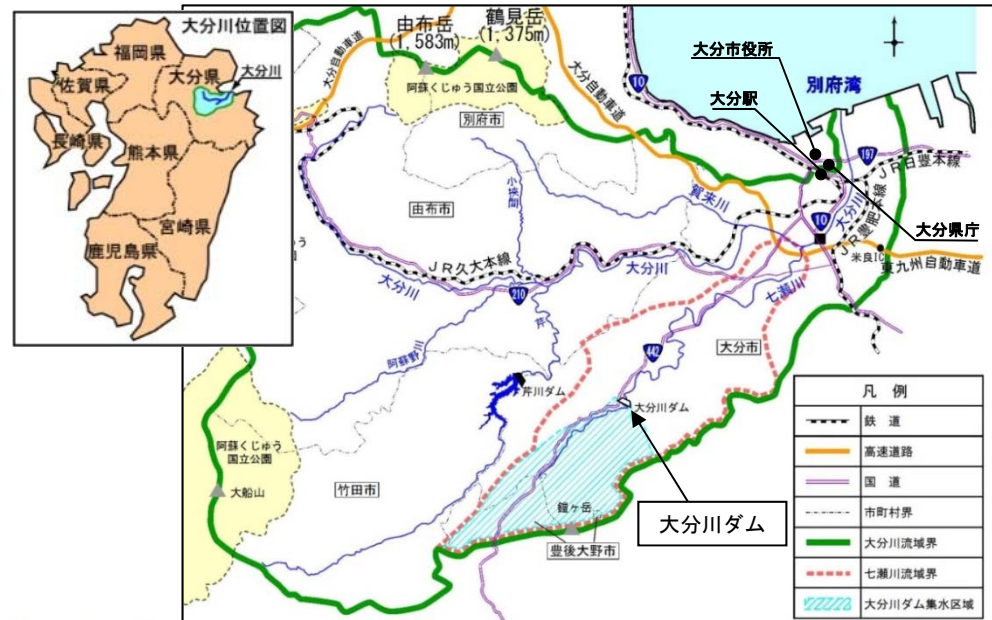 大分川位置図
福岡県
大分県
大分川
佐賀県
長崎県
熊本県
宮崎県
鹿児島県
由布岳
(1,583m)
鶴見岳
(1,375m)
大分自動車道
大分自動車道
阿蘇くじゅう国立公園
別府市
10
大分市役所
大分駅
別府湾
197
JR日豊本線
大分川
JR豊肥本線
10
大分県庁
米良IC
東九州自動車道
賀来川
小挾間
由布市
JR久大本線
大分川
大分川
210
七瀬川
芹
阿蘇野川
442
大分市
芹川ダム
大分川ダム
阿蘇くじゅう
国立公園
大船山
竹田市
鎧ヶ岳
豊後大野市
大分川ダム
凡例
鉄道
高速道路
国道
市町村界
大分川流域界
七瀬川流域界
大分川ダム集水区域